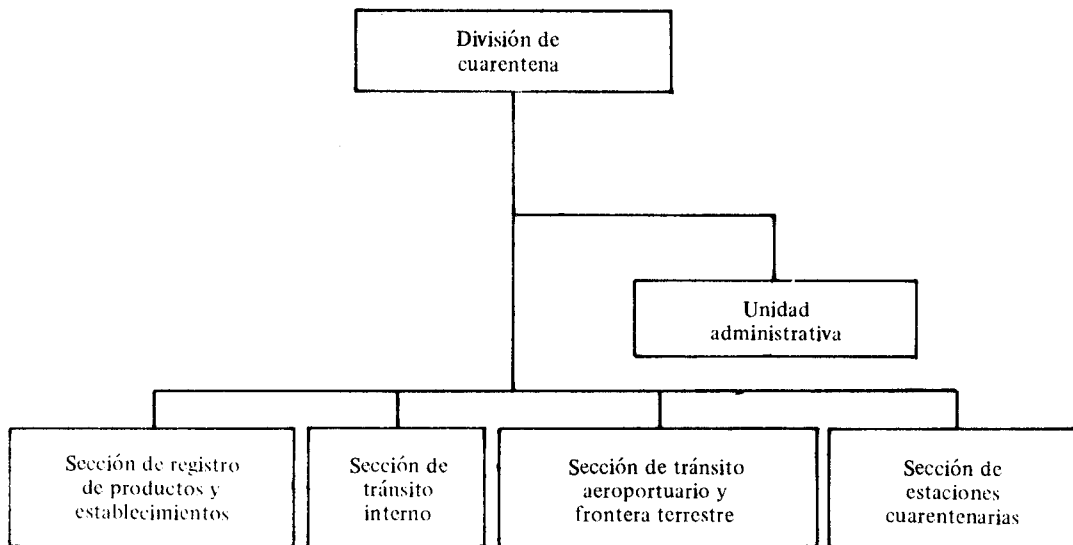 División de
cuarentena
Unidad
administrativa
Sección de registro
de productos y
establecimientos
Sección de
tránsito
interno
Sección de tránsito
aeroportuario y
frontera terrestre
Sección de
estaciones
cuarentenarias